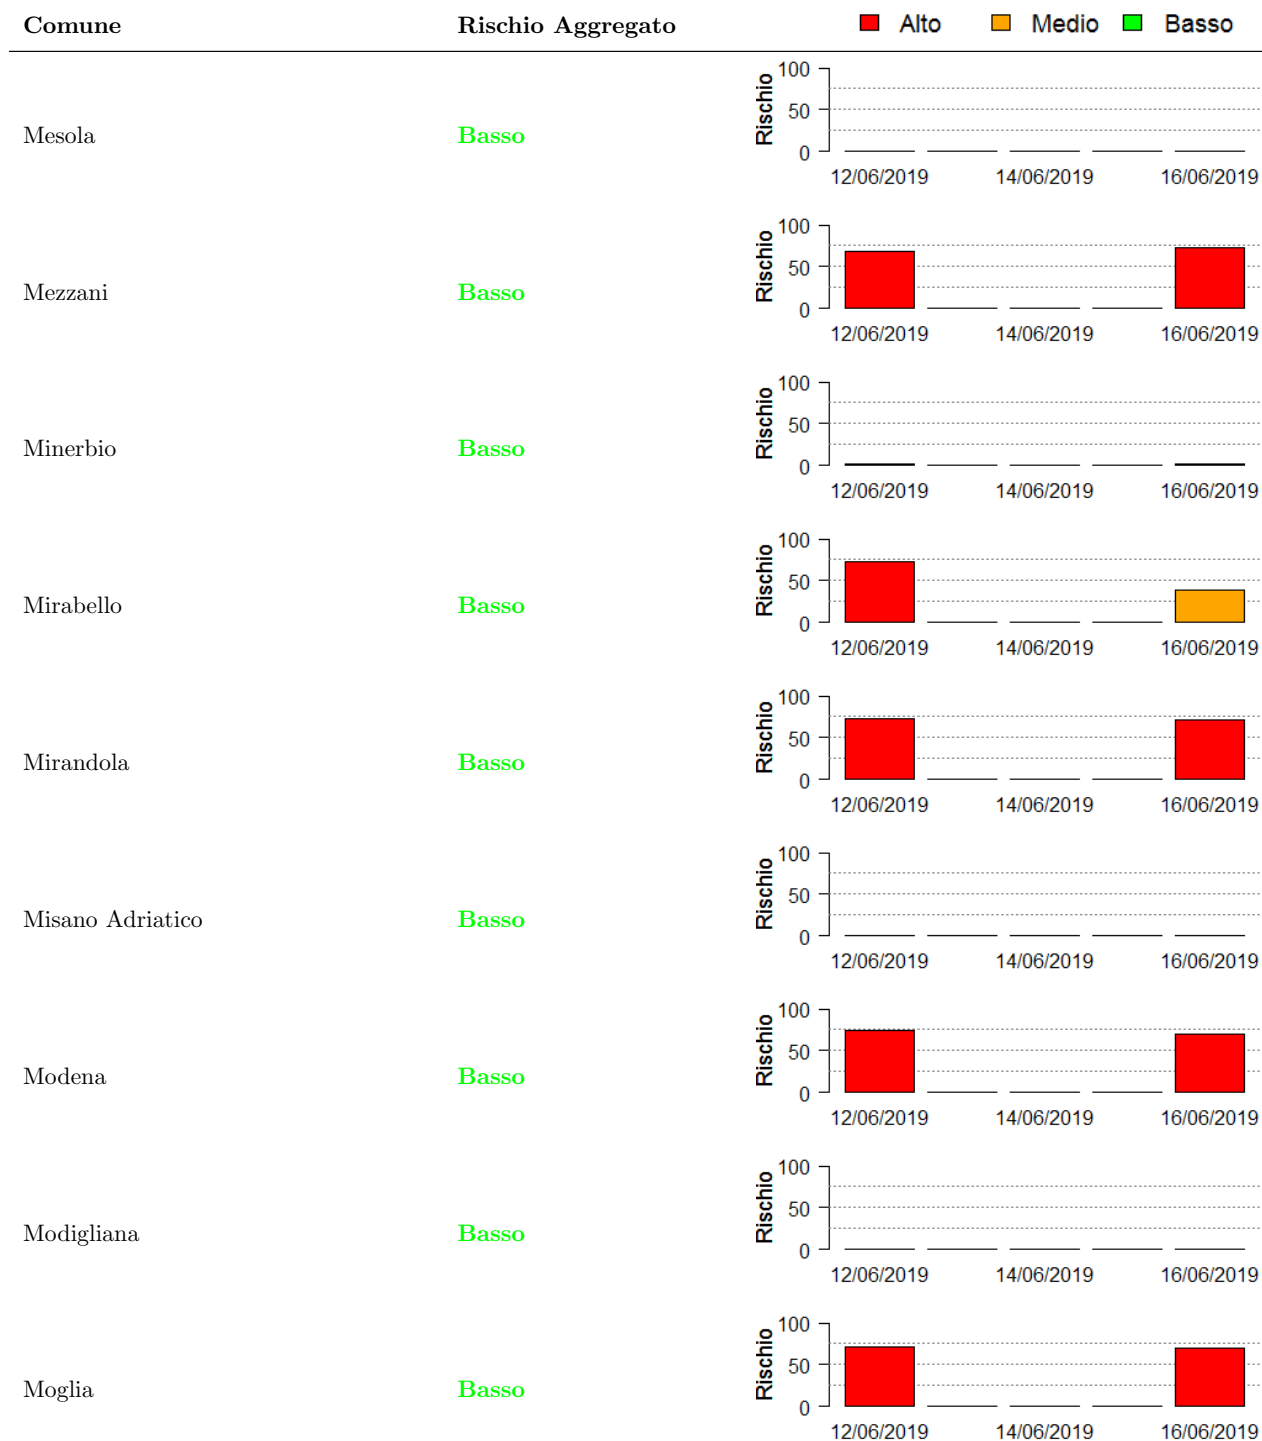 Comune Rischio Aggregato Alto Medio Basso
100
50
0
Rischio
Mesola Basso
12/06/2019 14/06/2019 16/06/2019
100
50
0
Rischio
Mezzani Basso
12/06/2019 14/06/2019 16/06/2019
100
50
0
Rischio
Minerbio Basso
12/06/2019 14/06/2019 16/06/2019
100
50
0
Rischio
Mirabello Basso
12/06/2019 14/06/2019 16/06/2019
100
50
0
Rischio
Mirandola Basso
12/06/2019 14/06/2019 16/06/2019
100
50
0
Rischio
Misano Adriatico Basso
12/06/2019 14/06/2019 16/06/2019
100
50
0
Rischio
Modena Basso
12/06/2019 14/06/2019 16/06/2019
100
50
0
Rischio
Modigliana Basso
12/06/2019 14/06/2019 16/06/2019
100
50
0
Rischio
Moglia Basso
12/06/2019 14/06/2019 16/06/2019